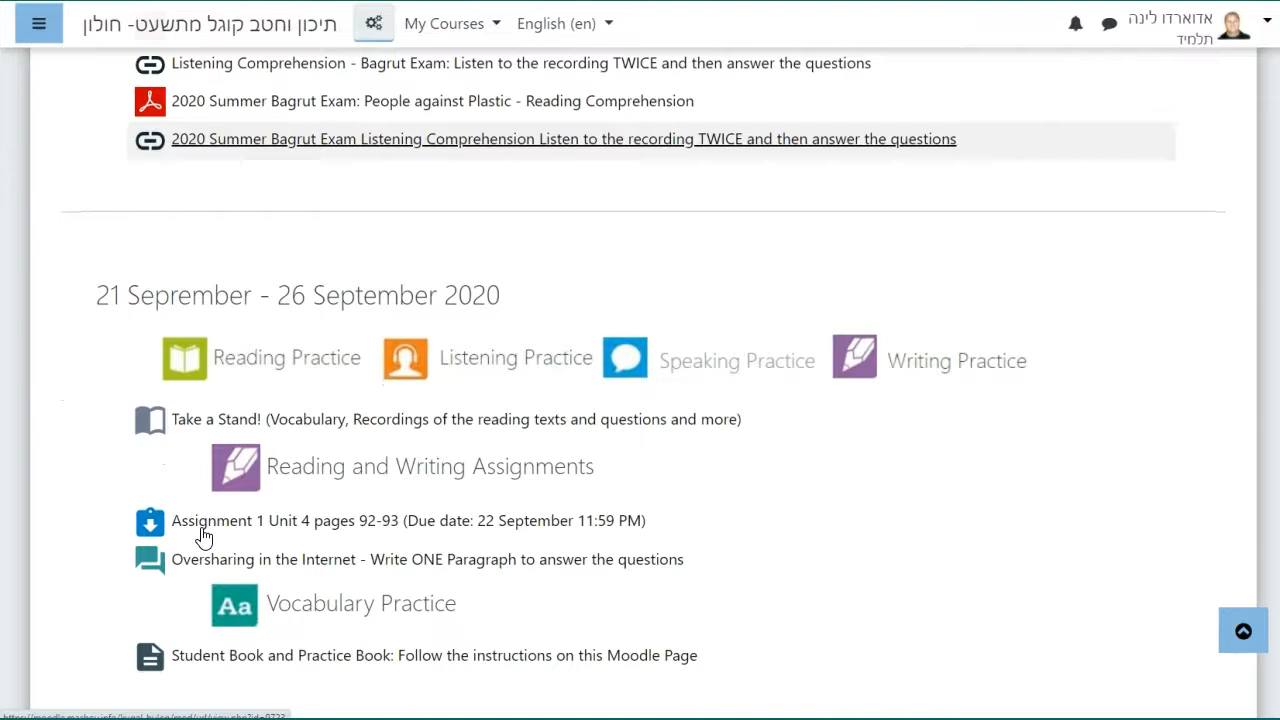 תיכון וחטב קוגל מתשעט- חולון
My Courses
English (en)
אדוארדו לינה
תלמיד
Listening Comprehension - Bagrut Exam: Listen to the recording TWICE and then answer the questions
2020 Summer Bagrut Exam: People against Plastic - Reading Comprehension
2020 Summer Bagrut Exam Listening Comprehension Listen to the recording TWICE and then answer the questions
21 Seprember - 26 September 2020
Reading Practice
Listening Practice
Speaking Practice
Writing Practice
Take a Stand! (Vocabulary, Recordings of the reading texts and questions and more)
Reading and Writing Assignments
Assignment 1 Unit 4 pages 92-93 (Due date: 22 September 11:59 PM)
Oversharing in the Internet - Write ONE Paragraph to answer the questions
Aa Vocabulary Practice
Student Book and Practice Book: Follow the instructions on this Moodle Page